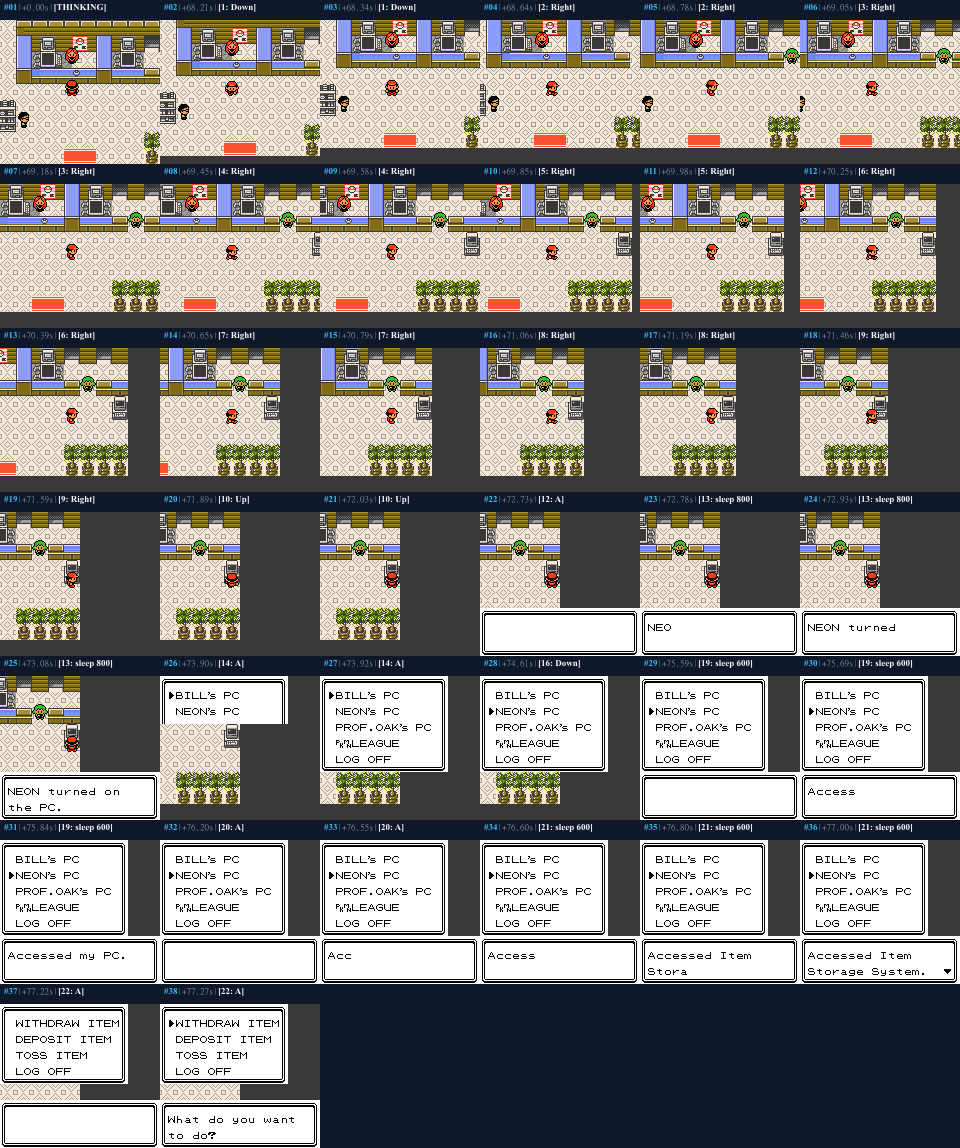 #01|+0.00s| [THINKING]
#02|+68.21s| [1: Down]
#03|+68.34s| [1: Down]
#04|+68.64s| [2: Right]
#05|+68.78s| [2: Right]
#06|+69.05s| [3: Right]
#07|+69.18s| [3: Right]
#08|+69.45s| [4: Right]
#09|+69.58s| [4: Right]
#10|+69.85s| [5: Right]
#11|+69.98s| [5: Right]
#12|+70.25s| [6: Right]
#13|+70.39s| [6: Right]
#14|+70.65s| [7: Right]
#15|+70.79s| [7: Right]
#16|+71.06s| [8: Right]
#17|+71.19s| [8: Right]
#18|+71.46s| [9: Right]
#19|+71.59s| [9: Right]
#20|+71.89s| [10: Up]
#21|+72.03s| [10: Up]
#22|+72.73s| [12: A]
#23|+72.78s| [13: sleep 800]
NEO
#24|+72.93s| [13: sleep 800]
NEON turned
#25|+73.08s| [13: sleep 800]
NEON turned on
the PC.
#26|+73.90s| [14: A]
▶BILL's PC
NEON's PC
#27|+73.92s| [14: A]
▶BILL's PC
NEON's PC
PROF.OAK's PC
PKMNLEAGUE
LOG OFF
#28|+74.61s| [16: Down]
BILL's PC
▶NEON's PC
PROF.OAK's PC
PKMNLEAGUE
LOG OFF
#29|+75.59s| [19: sleep 600]
BILL's PC
▶NEON's PC
PROF.OAK's PC
PKMNLEAGUE
LOG OFF
#30|+75.69s| [19: sleep 600]
BILL's PC
▶NEON's PC
PROF.OAK's PC
PKMNLEAGUE
LOG OFF
Access
#31|+75.84s| [19: sleep 600]
BILL's PC
▶NEON's PC
PROF.OAK's PC
PKMNLEAGUE
LOG OFF
Accessed my PC.
#32|+76.20s| [20: A]
BILL's PC
▶NEON's PC
PROF.OAK's PC
PKMNLEAGUE
LOG OFF
#33|+76.55s| [20: A]
BILL's PC
▶NEON's PC
PROF.OAK's PC
PKMNLEAGUE
LOG OFF
Acc
#34|+76.60s| [21: sleep 600]
BILL's PC
▶NEON's PC
PROF.OAK's PC
PKMNLEAGUE
LOG OFF
Access
#35|+76.80s| [21: sleep 600]
BILL's PC
▶NEON's PC
PROF.OAK's PC
PKMNLEAGUE
LOG OFF
Accessed Item
Stora
#36|+77.00s| [21: sleep 600]
BILL's PC
▶NEON's PC
PROF.OAK's PC
PKMNLEAGUE
LOG OFF
Accessed Item
Storage System. ▼
#37|+77.22s| [22: A]
WITHDRAW ITEM
DEPOSIT ITEM
TOSS ITEM
LOG OFF
#38|+77.27s| [22: A]
▶WITHDRAW ITEM
DEPOSIT ITEM
TOSS ITEM
LOG OFF
What do you want
to do?